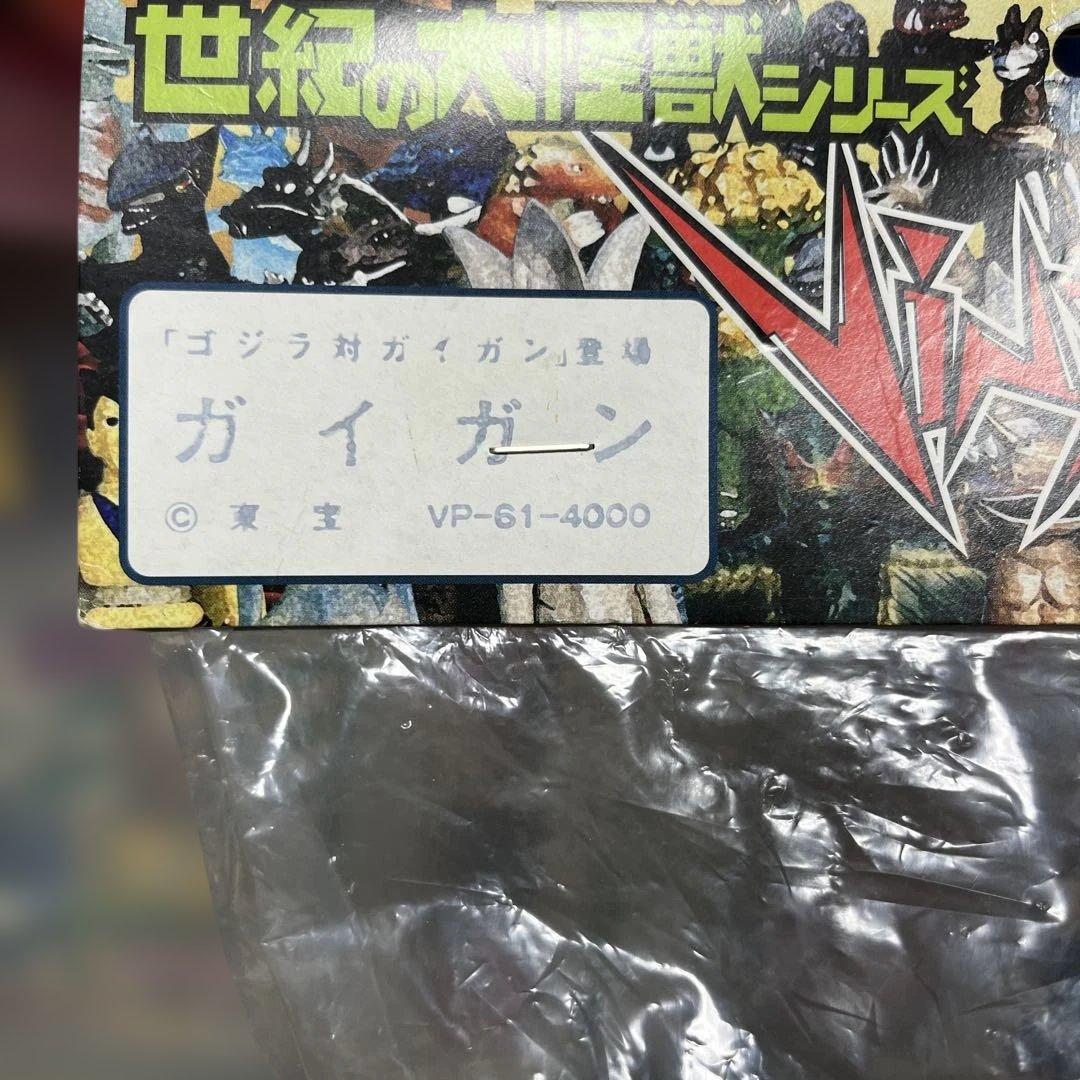 世紀の大怪獣シリーズ
「ゴジラ対ガイガン」登場
ガイガン
© 東宝 VP-61-4000